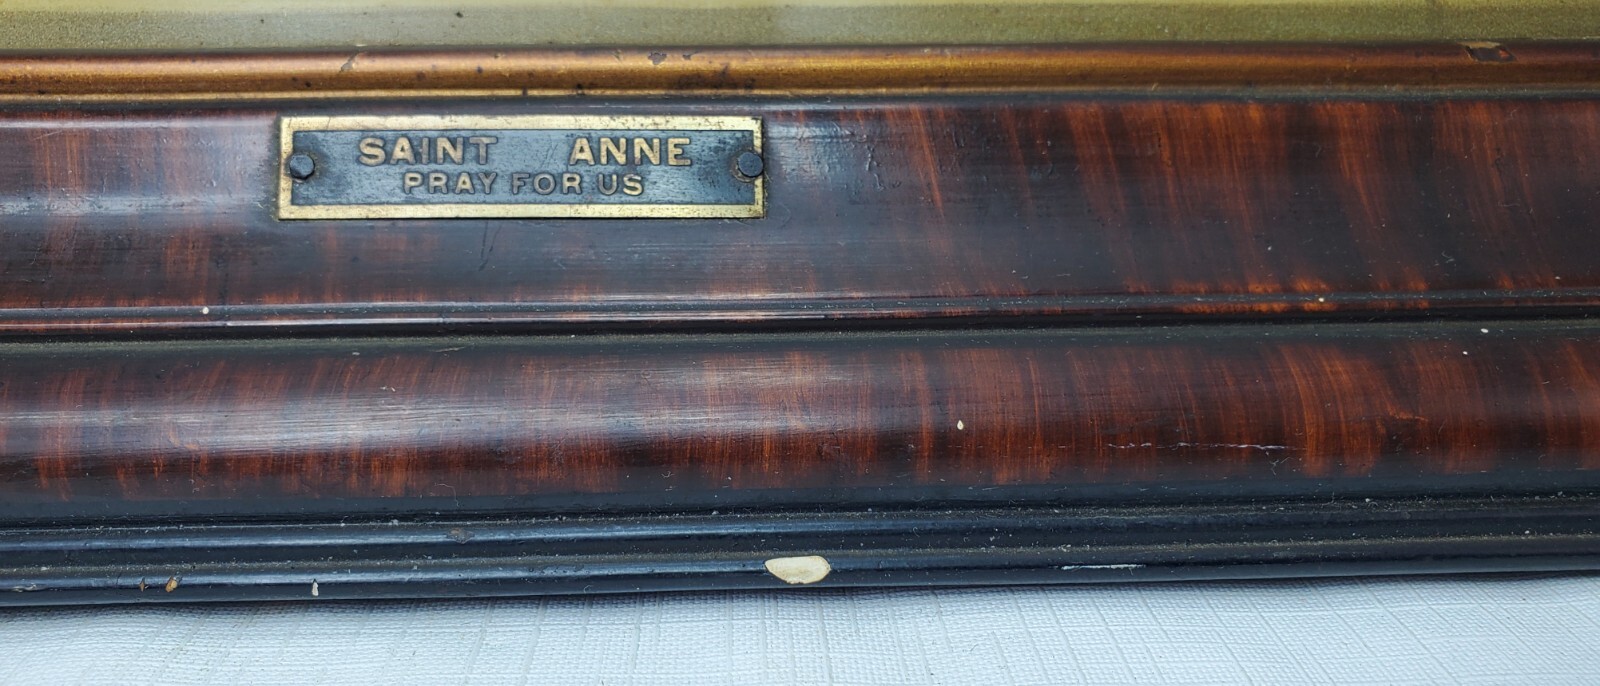 SAINT ANNE
PRAY FOR US